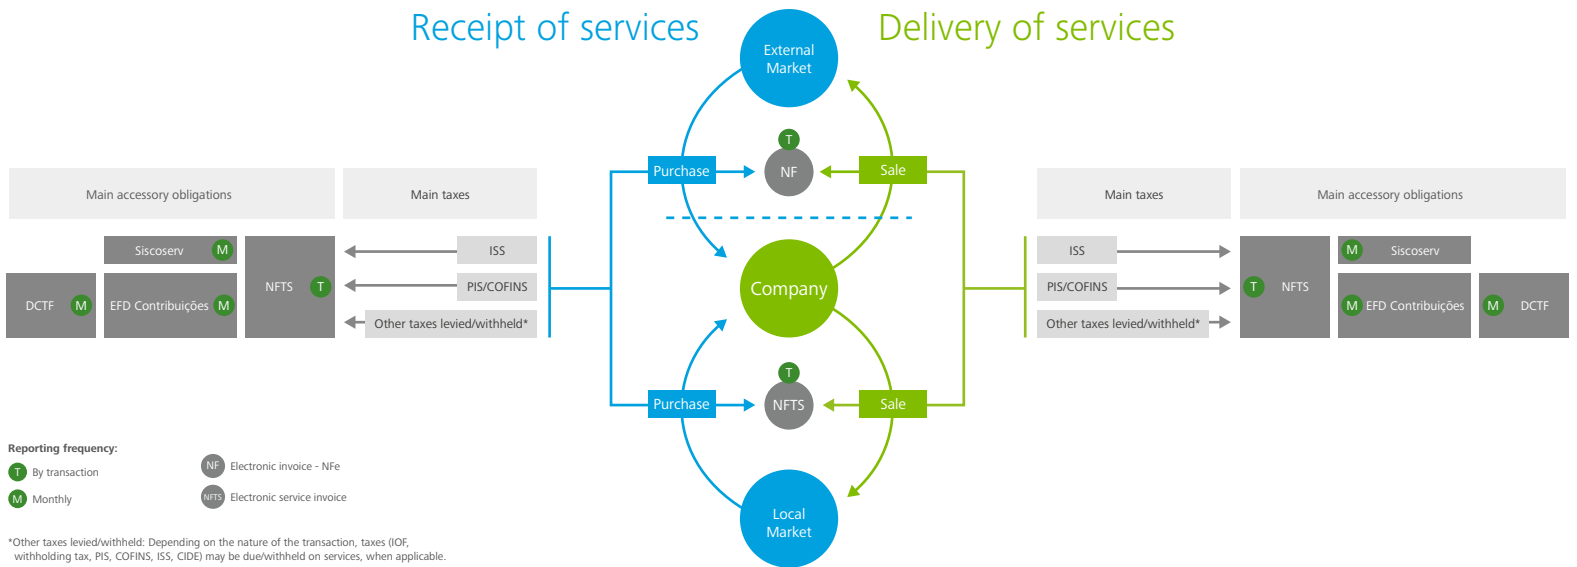 Receipt of services
Delivery of services
External
Market
T
NF
Purchase
Sale
Main accessory obligations
Main taxes
Main taxes
Main accessory obligations
Siscoserv M
DCTF M
EFD Contribuições M
NFTS T
ISS
PIS/COFINS
Other taxes levied/withheld*
Company
ISS
PIS/COFINS
Other taxes levied/withheld*
T NFTS
M Siscoserv
M EFD Contribuições
M DCTF
T
NFTS
Purchase
Sale
Local
Market
Reporting frequency:
T By transaction
M Monthly
NF Electronic invoice - NFe
NFTS Electronic service invoice
*Other taxes levied/withheld: Depending on the nature of the transaction, taxes (IOF,
withholding tax, PIS, COFINS, ISS, CIDE) may be due/withheld on services, when applicable.